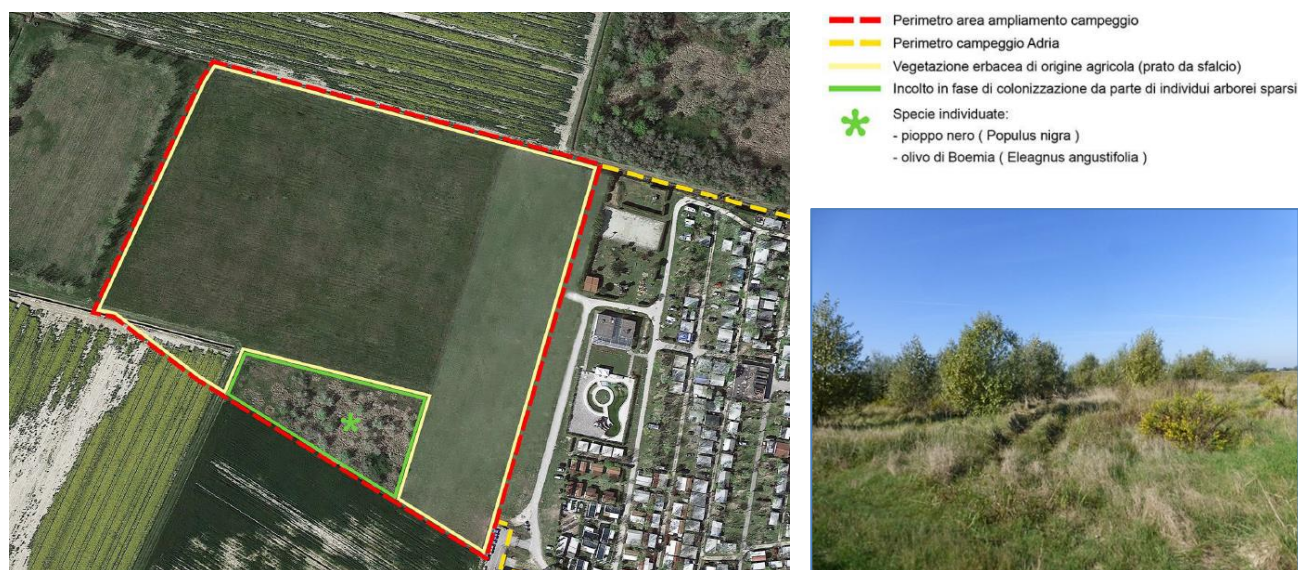 Perimetro area ampliamento campeggio
Perimetro campeggio Adria
Vegetazione erbacea di origine agricola (prato da sfalcio)
Incolto in fase di colonizzazione da parte di individui arborei sparsi
Specie individuate:
- pioppo nero ( Populus nigra )
- olivo di Boemia ( Eleagnus angustifolia )